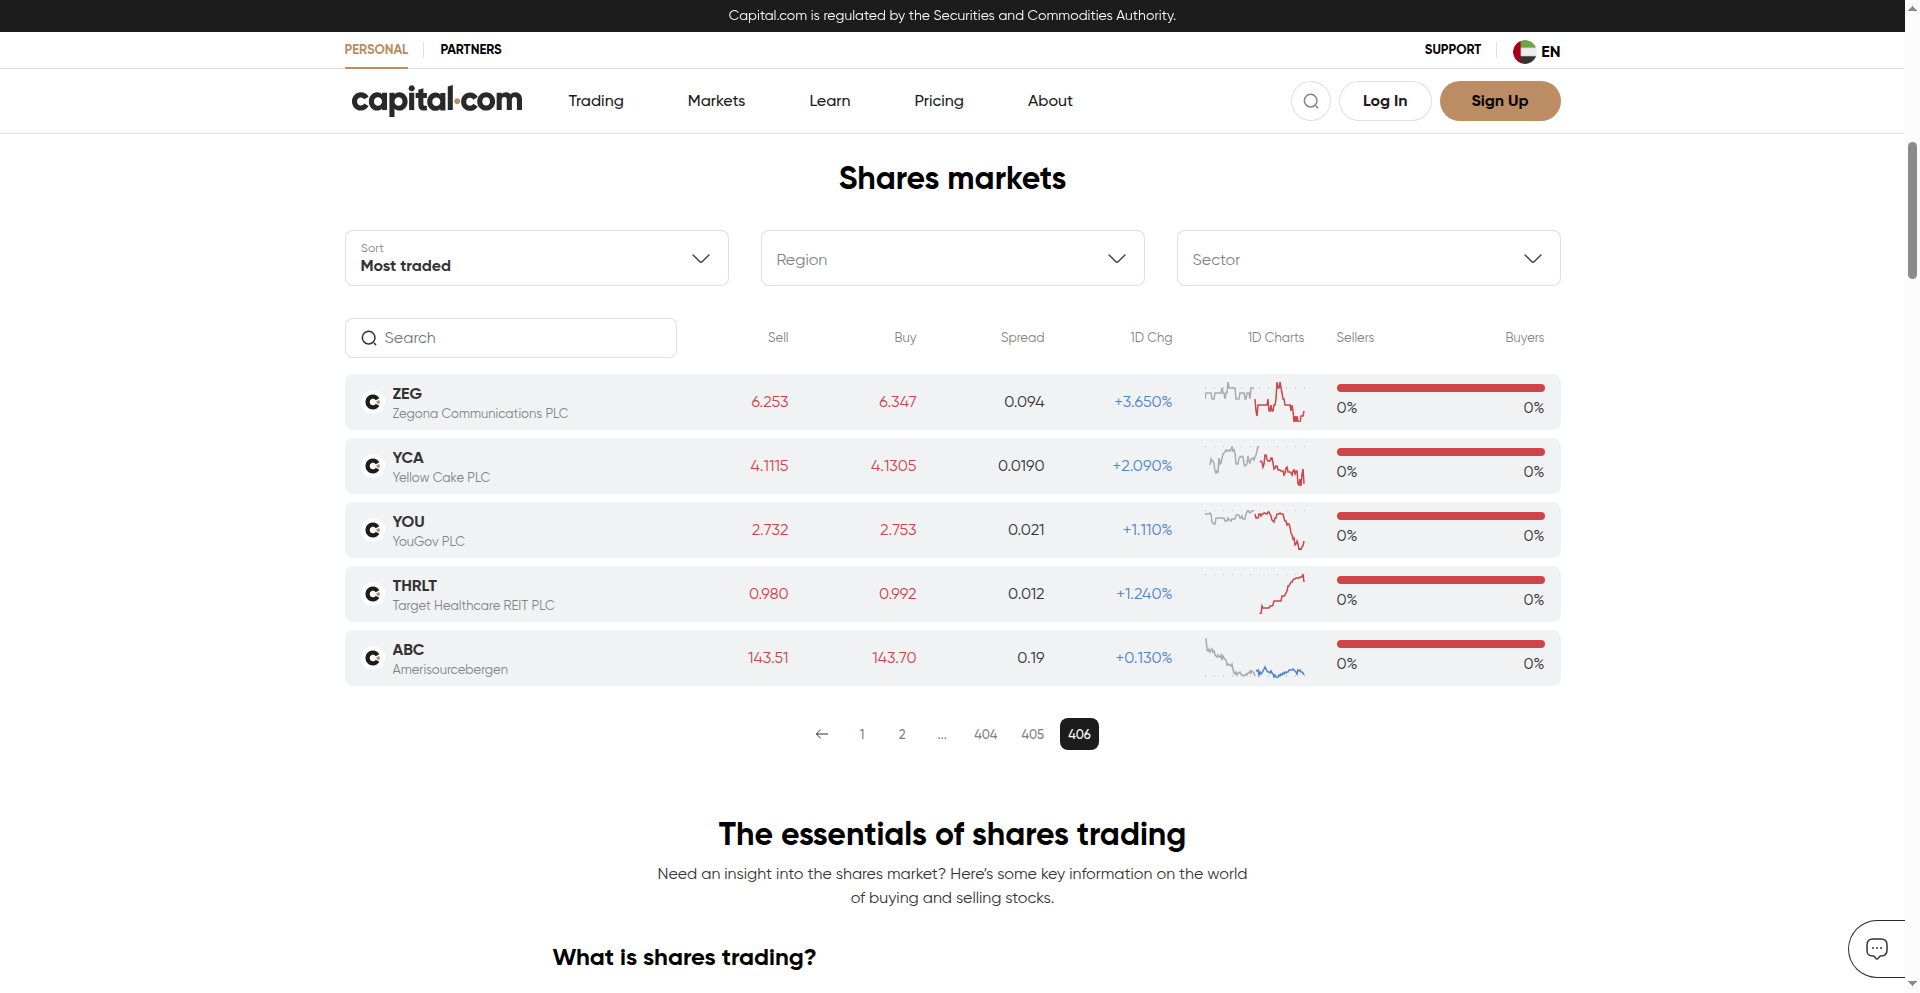 Capital.com is regulated by the Securities and Commodities Authority.
PERSONAL PARTNERS SUPPORT EN
capital.com Trading Markets Learn Pricing About Log In Sign Up
Shares markets
Sort
Most traded
Region
Sector
Search Sell Buy Spread 1D Chg 1D Charts Sellers Buyers
ZEG
Zegona Communications PLC
6.253 6.347 0.094 +3.650% 0% 0%
YCA
Yellow Cake PLC
4.1115 4.1305 0.0190 +2.090% 0% 0%
YOU
YouGov PLC
2.732 2.753 0.021 +1.110% 0% 0%
THRLT
Target Healthcare REIT PLC
0.980 0.992 0.012 +1.240% 0% 0%
ABC
Amerisourcebergen
143.51 143.70 0.19 +0.130% 0% 0%
1 2 ... 404 405 406
The essentials of shares trading
Need an insight into the shares market? Here's some key information on the world
of buying and selling stocks.
What is shares trading?